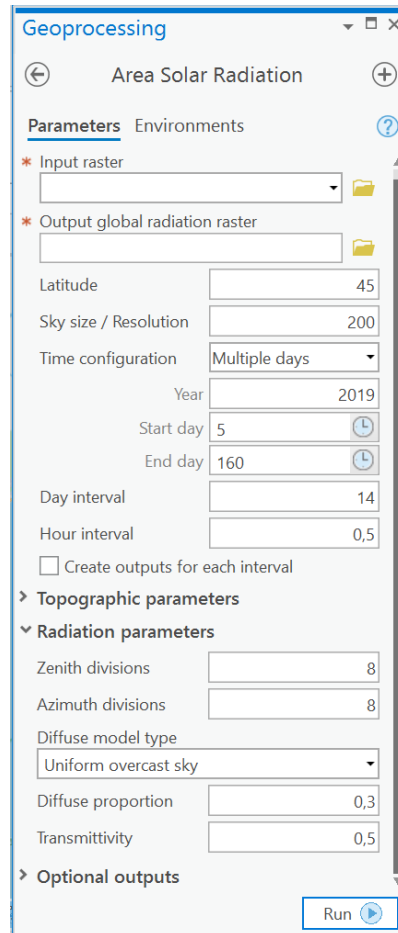 Geoprocessing
Area Solar Radiation
Parameters Environments
?
* Input raster
* Output global radiation raster
Latitude 45
Sky size / Resolution 200
Time configuration Multiple days
Year 2019
Start day 5
End day 160
Day interval 14
Hour interval 0,5
Create outputs for each interval
Topographic parameters
Radiation parameters
Zenith divisions 8
Azimuth divisions 8
Diffuse model type
Uniform overcast sky
Diffuse proportion 0,3
Transmittivity 0,5
Optional outputs
Run